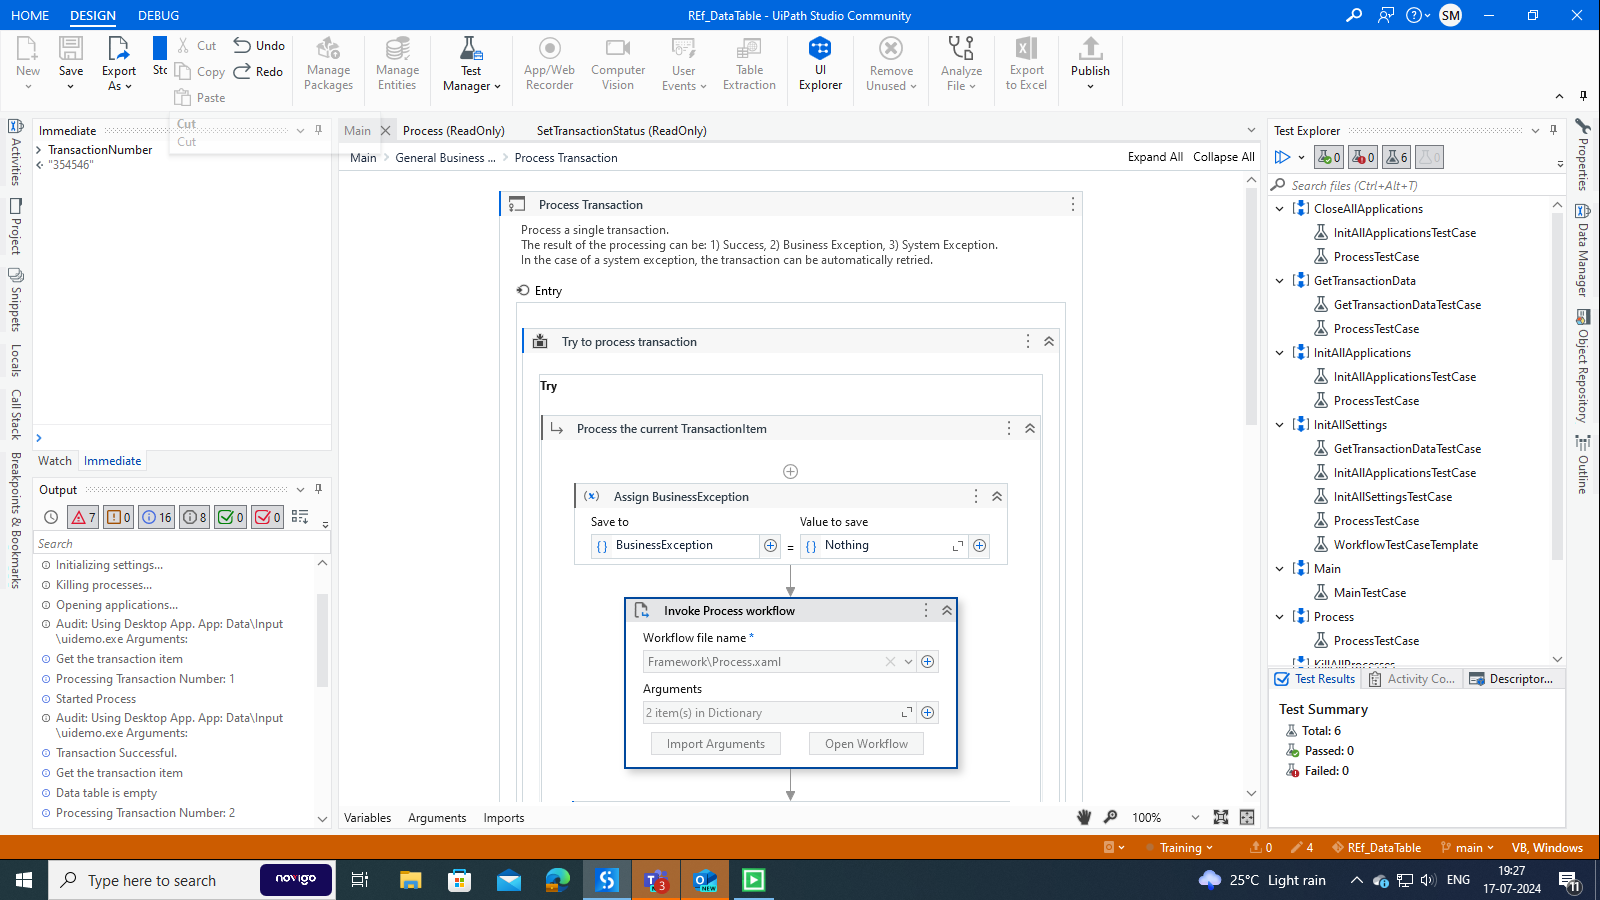 HOME
DESIGN
DEBUG
REf_DataTable - UiPath Studio Community
SM
New
Save
Export As
Cut
Copy
Paste
Undo
Redo
Manage Packages
Manage Entities
Test Manager
App/Web Recorder
Computer Vision
User Events
Table Extraction
UI Explorer
Remove Unused
Analyze File
Export to Excel
Publish
Cut
Cut
Activities
Project
Snippets
Locals
Call Stack
Breakpoints & Bookmarks
Immediate
TransactionNumber
"354546"
Watch
Immediate
Output
7
0
16
8
0
0
Search
Initializing settings...
Killing processes...
Opening applications...
Audit: Using Desktop App. App: Data\Input
\uidemo.exe Arguments:
Get the transaction item
Processing Transaction Number: 1
Started Process
Audit: Using Desktop App. App: Data\Input
\uidemo.exe Arguments:
Transaction Successful.
Get the transaction item
Data table is empty
Processing Transaction Number: 2
Main
Process (ReadOnly)
SetTransactionStatus (ReadOnly)
Main
General Business ...
Process Transaction
Expand All
Collapse All
Process Transaction
Process a single transaction.
The result of the processing can be: 1) Success, 2) Business Exception, 3) System Exception.
In the case of a system exception, the transaction can be automatically retried.
Entry
Try to process transaction
Try
Process the current TransactionItem
(x) Assign BusinessException
Save to
Value to save
{} BusinessException
=
{} Nothing
Invoke Process workflow
Workflow file name *
Framework\Process.xaml
Arguments
2 item(s) in Dictionary
Import Arguments
Open Workflow
Variables
Arguments
Imports
100%
Test Explorer
0
0
6
0
Search files (Ctrl+Alt+T)
CloseAllApplications
InitAllApplicationsTestCase
ProcessTestCase
GetTransactionData
GetTransactionDataTestCase
ProcessTestCase
InitAllApplications
InitAllApplicationsTestCase
ProcessTestCase
InitAllSettings
GetTransactionDataTestCase
InitAllApplicationsTestCase
InitAllSettingsTestCase
ProcessTestCase
WorkflowTestCaseTemplate
Main
MainTestCase
Process
ProcessTestCase
KillAllProcesses
Test Results
Activity Co...
Descriptor...
Test Summary
Total: 6
Passed: 0
Failed: 0
Properties
Data Manager
Object Repository
Outline
Training
0
4
REf_DataTable
main
VB, Windows
Type here to search
novigo
3
NEW
25°C Light rain
ENG
19:27
17-07-2024
11